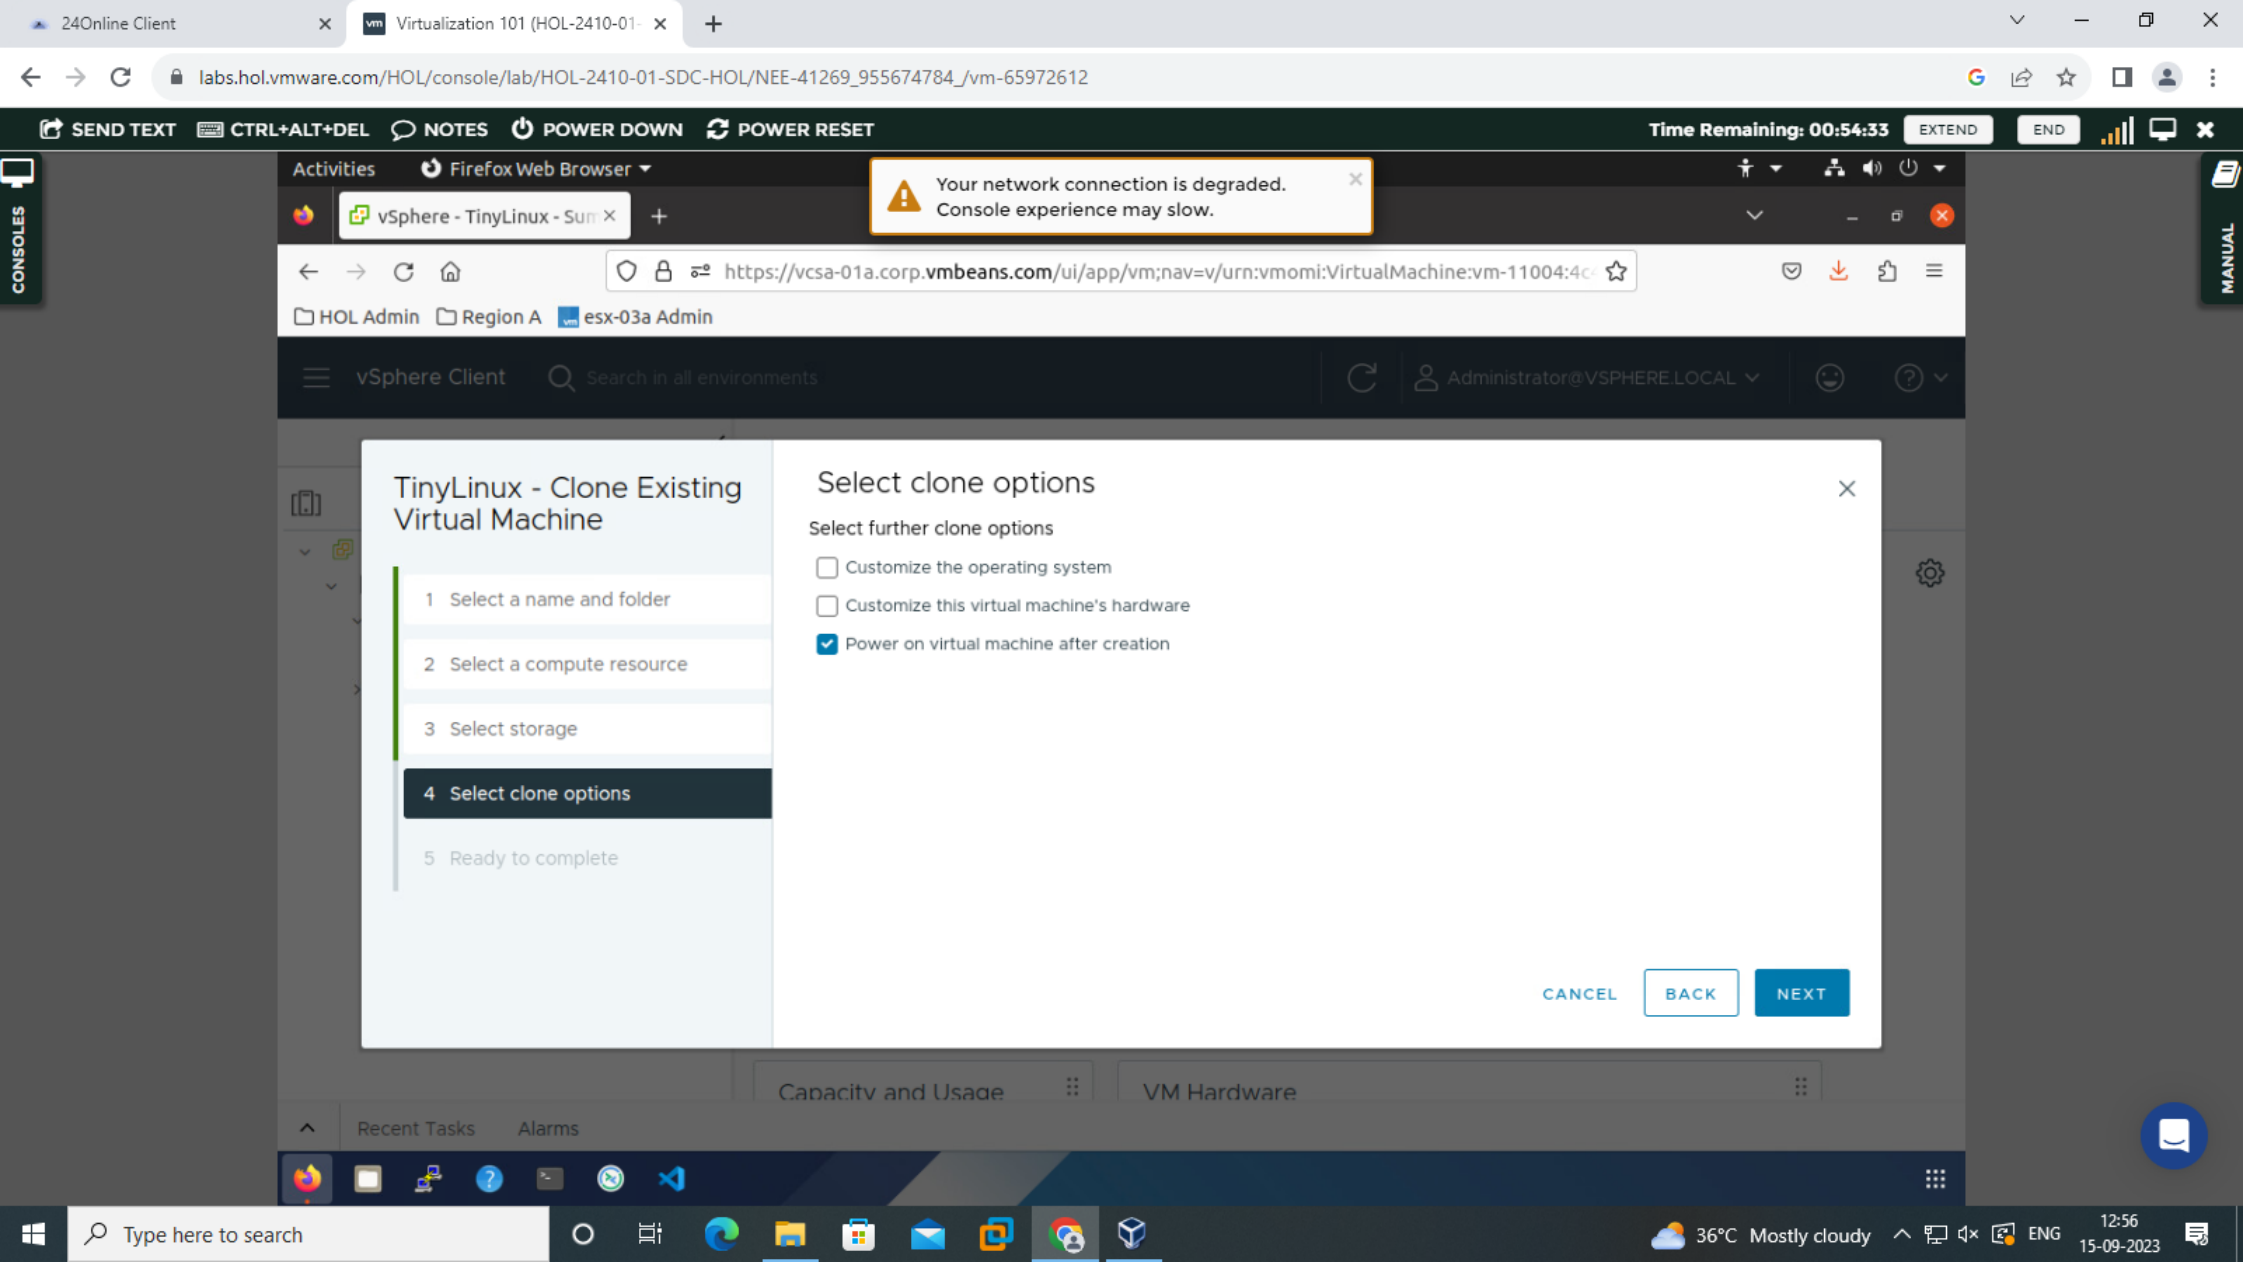 24Online Client
Virtualization 101 (HOL-2410-01-
labs.hol.vmware.com/HOL/console/lab/HOL-2410-01-SDC-HOL/NEE-41269_955674784_/vm-65972612
SEND TEXT CTRL+ALT+DEL NOTES POWER DOWN POWER RESET
Time Remaining: 00:54:33 EXTEND END
CONSOLES
MANUAL
Activities Firefox Web Browser
Your network connection is degraded.
Console experience may slow.
vSphere - TinyLinux - Sum
https://vcsa-01a.corp.vmbeans.com/ui/app/vm;nav=v/urn:vmomi:VirtualMachine:vm-11004:4c
HOL Admin Region A esx-03a Admin
vSphere Client Search in all environments Administrator@VSPHERE.LOCAL
TinyLinux - Clone Existing
Virtual Machine
1 Select a name and folder
2 Select a compute resource
3 Select storage
4 Select clone options
5 Ready to complete
Select clone options
Select further clone options
Customize the operating system
Customize this virtual machine's hardware
Power on virtual machine after creation
CANCEL BACK NEXT
Capacity and Usage VM Hardware
Recent Tasks Alarms
Type here to search
36°C Mostly cloudy ENG
12:56
15-09-2023